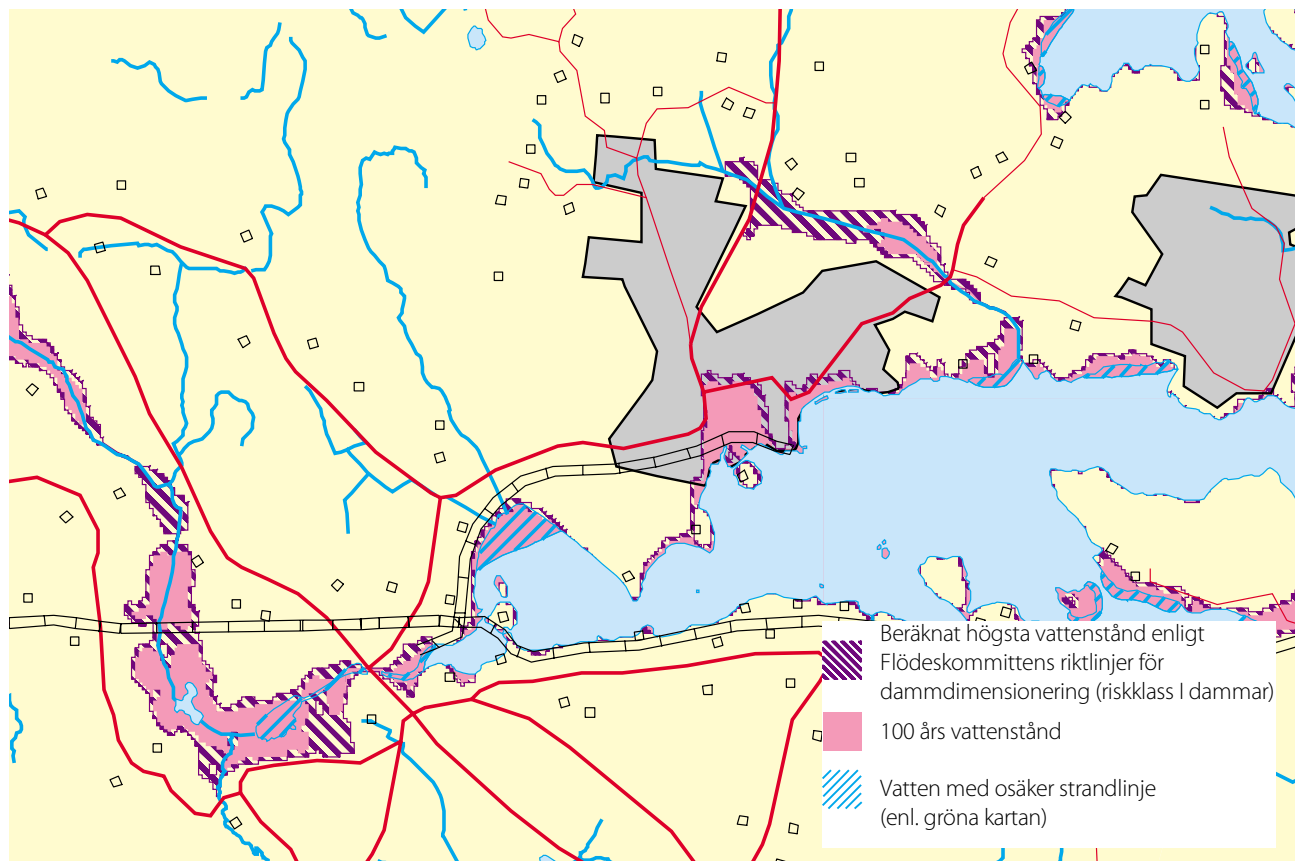 Beräknat högsta vattenstånd enligt
Flödeskommittens riktlinjer för
dammdimensionering (riskklass I dammar)
100 års vattenstånd
Vatten med osäker strandlinje
(enl. gröna kartan)